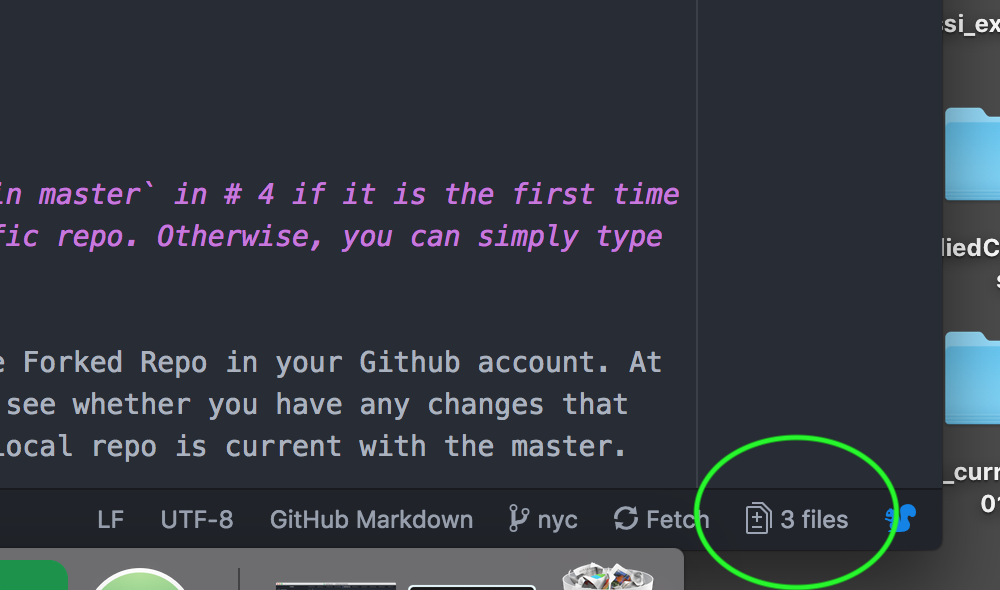 in master` in # 4 if it is the first time
fic repo. Otherwise, you can simply type
e Forked Repo in your Github account. At
see whether you have any changes that
local repo is current with the master.
LF UTF-8 GitHub Markdown nyc Fetch 3 files
ssi_ex
liedC
s
_curr
01